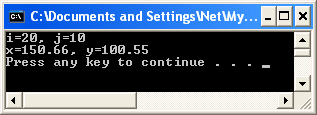 C:\Documents and Settings\Net\My...
i=20, j=10
x=150.66, y=100.55
Press any key to continue . . .